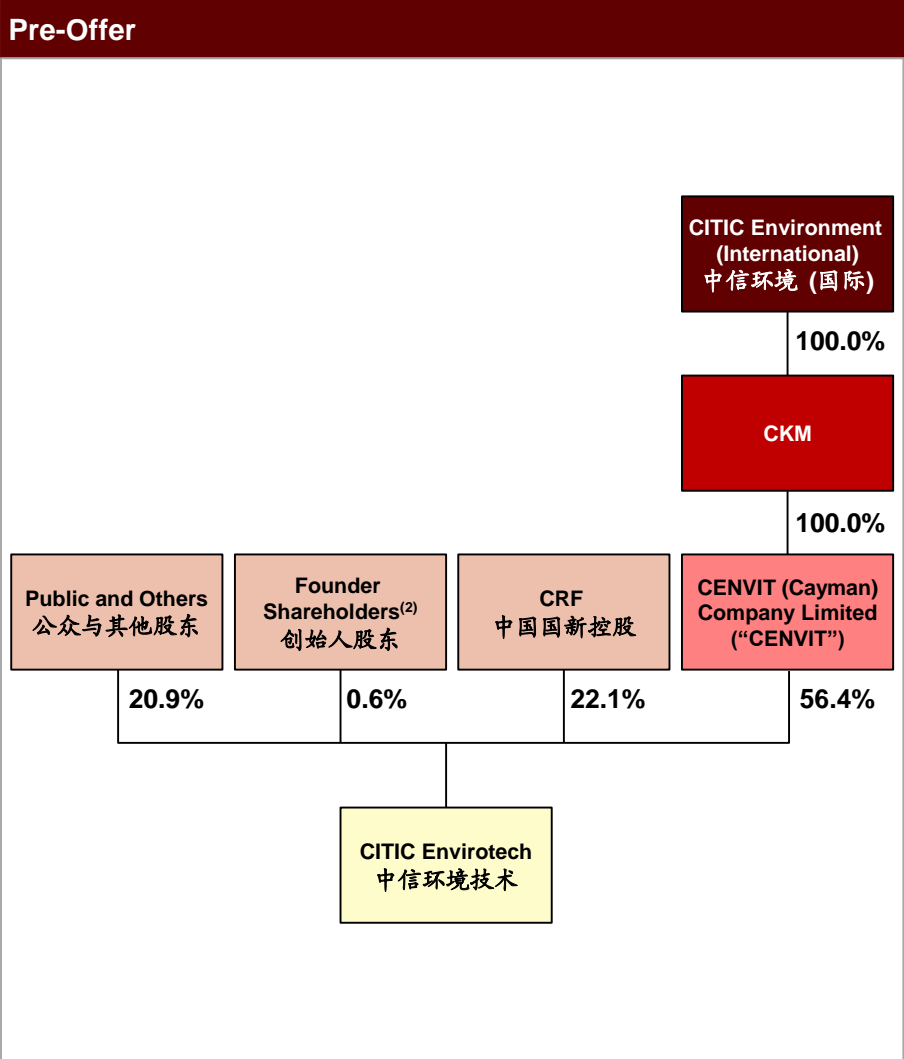 Pre-Offer
CITIC Environment
(International)
中信环境 (国际)
100.0%
CKM
100.0%
Public and Others
公众与其他股东
Founder
Shareholders(2)
创始人股东
CRF
中国国新控股
CENVIT (Cayman)
Company Limited
(“CENVIT”)
20.9%
0.6%
22.1%
56.4%
CITIC Envirotech
中信环境技术